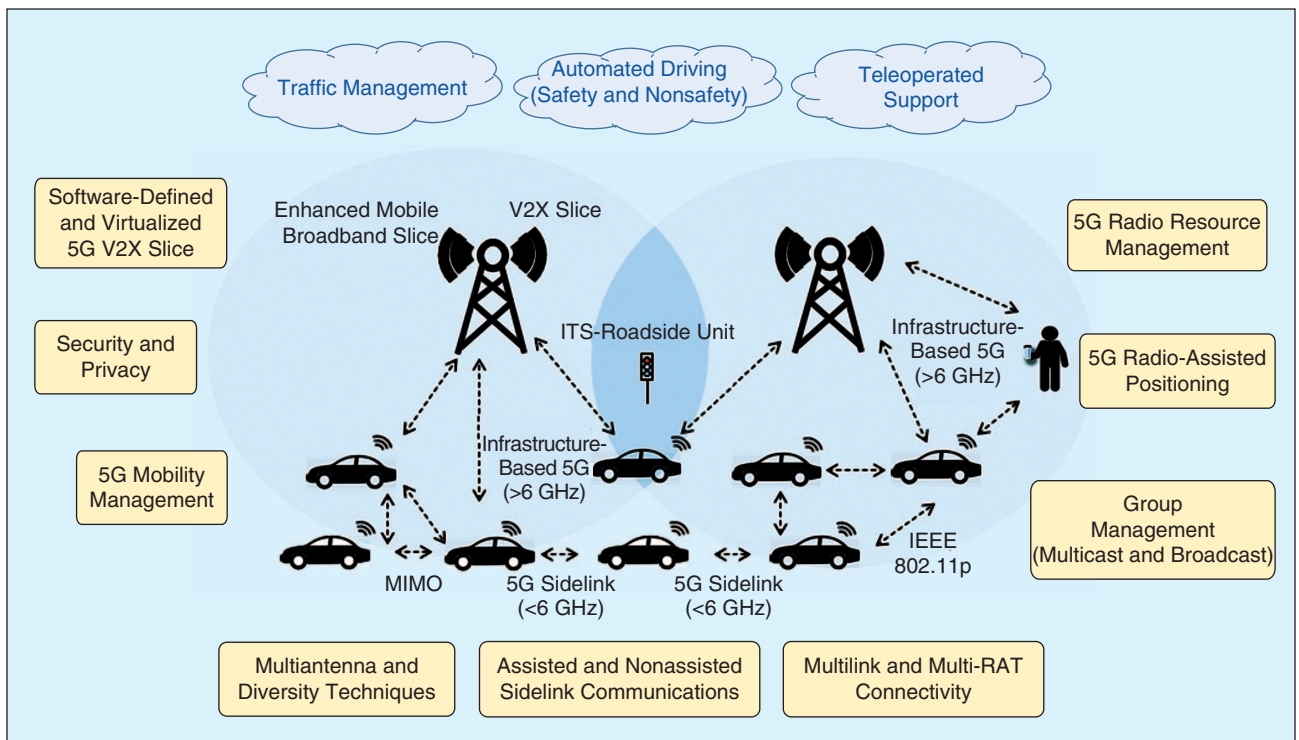 Traffic Management
Automated Driving
(Safety and Nonsafety)
Teleoperated
Support
Software-Defined
and Virtualized
5G V2X Slice
Enhanced Mobile
Broadband Slice
V2X Slice
5G Radio Resource
Management
Security and
Privacy
ITS-Roadside Unit
Infrastructure-
Based 5G
(>6 GHz)
5G Radio-Assisted
Positioning
5G Mobility
Management
Infrastructure-
Based 5G
(>6 GHz)
Group
Management
(Multicast and Broadcast)
MIMO
5G Sidelink
(<6 GHz)
5G Sidelink
(<6 GHz)
IEEE
802.11p
Multiantenna and
Diversity Techniques
Assisted and Nonassisted
Sidelink Communications
Multilink and Multi-RAT
Connectivity